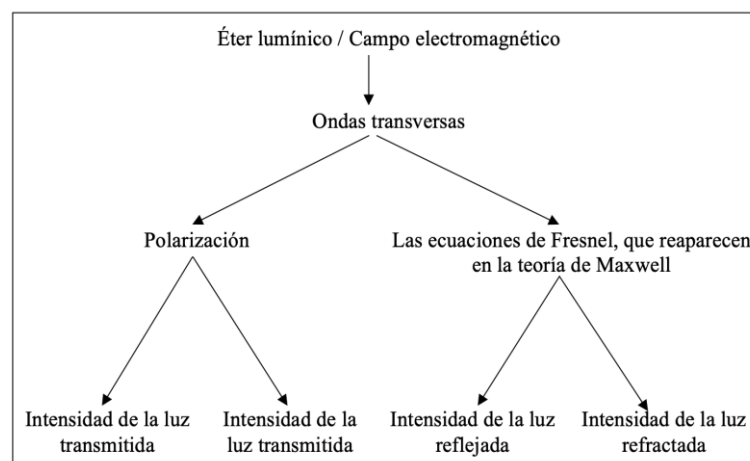 Éter lumínico / Campo electromagnético
Ondas transversas
Polarización
Las ecuaciones de Fresnel, que reaparecen
en la teoría de Maxwell
Intensidad de la luz
transmitida
Intensidad de la
luz transmitida
Intensidad de la luz
reflejada
Intensidad de la luz
refractada